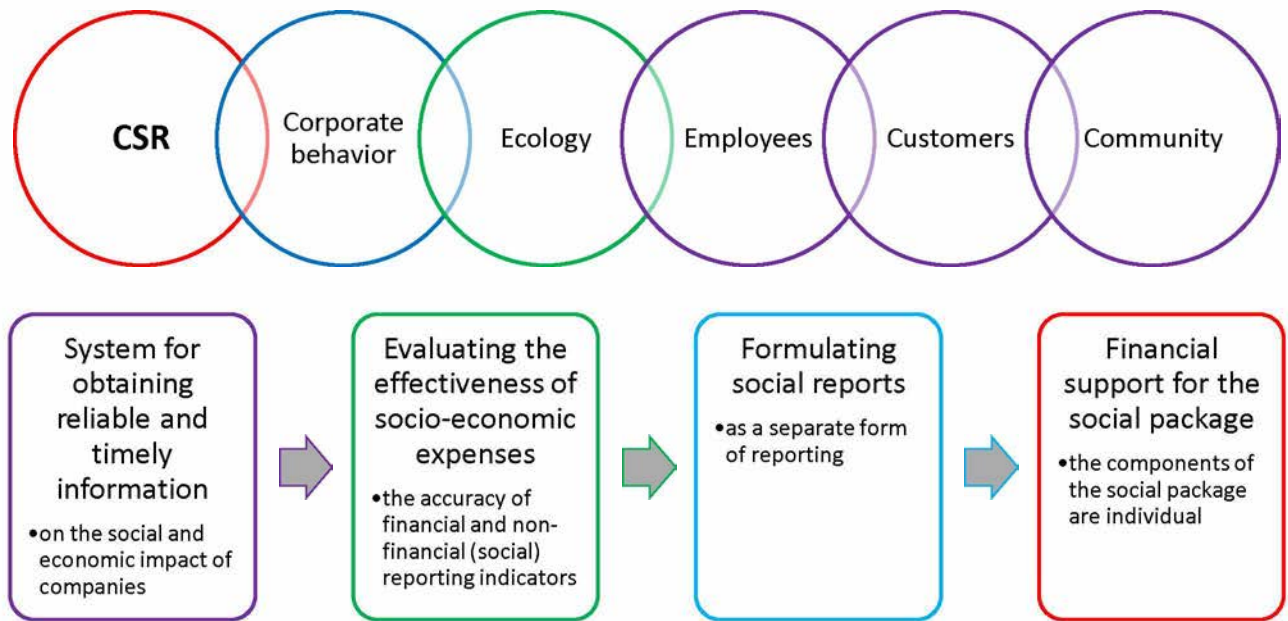 CSR
Corporate
behavior
Ecology
Employees
Customers
Community
System for
obtaining
reliable and
timely
information
•on the social and
economic impact of
companies
Evaluating the
effectiveness of
socio-economic
expenses
•the accuracy of
financial and non-
financial (social)
reporting indicators
Formulating
social reports
•as a separate form
of reporting
Financial
support for the
social package
•the components of
the social package
are individual